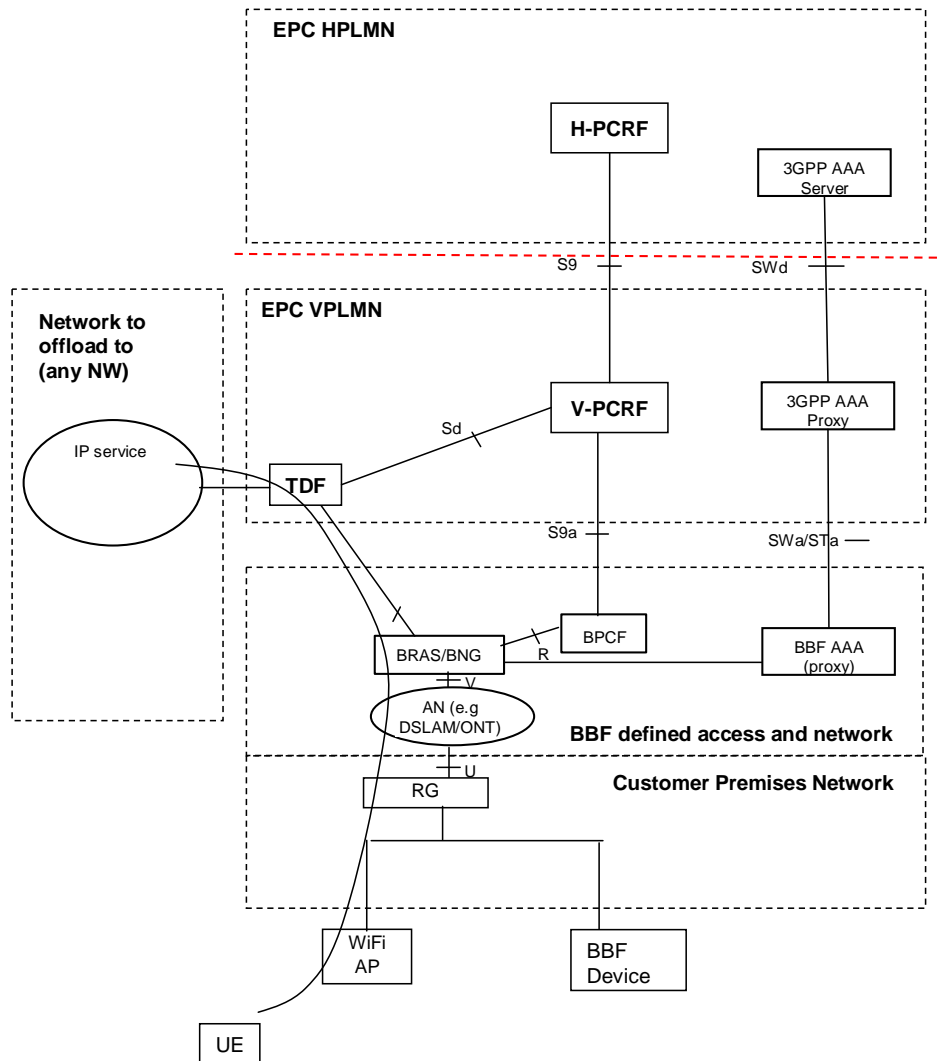 EPC HPLMN
H-PCRF
3GPP AAA
Server
S9
SWd
Network to
offload to
(any NW)
EPC VPLMN
V-PCRF
3GPP AAA
Proxy
Sd
IP service
TDF
S9a
SWa/STa
BPCF
BRAS/BNG
R
BBF AAA
(proxy)
V
AN (e.g
DSLAM/ONT)
BBF defined access and network
U
RG
Customer Premises Network
WiFi
AP
BBF
Device
UE